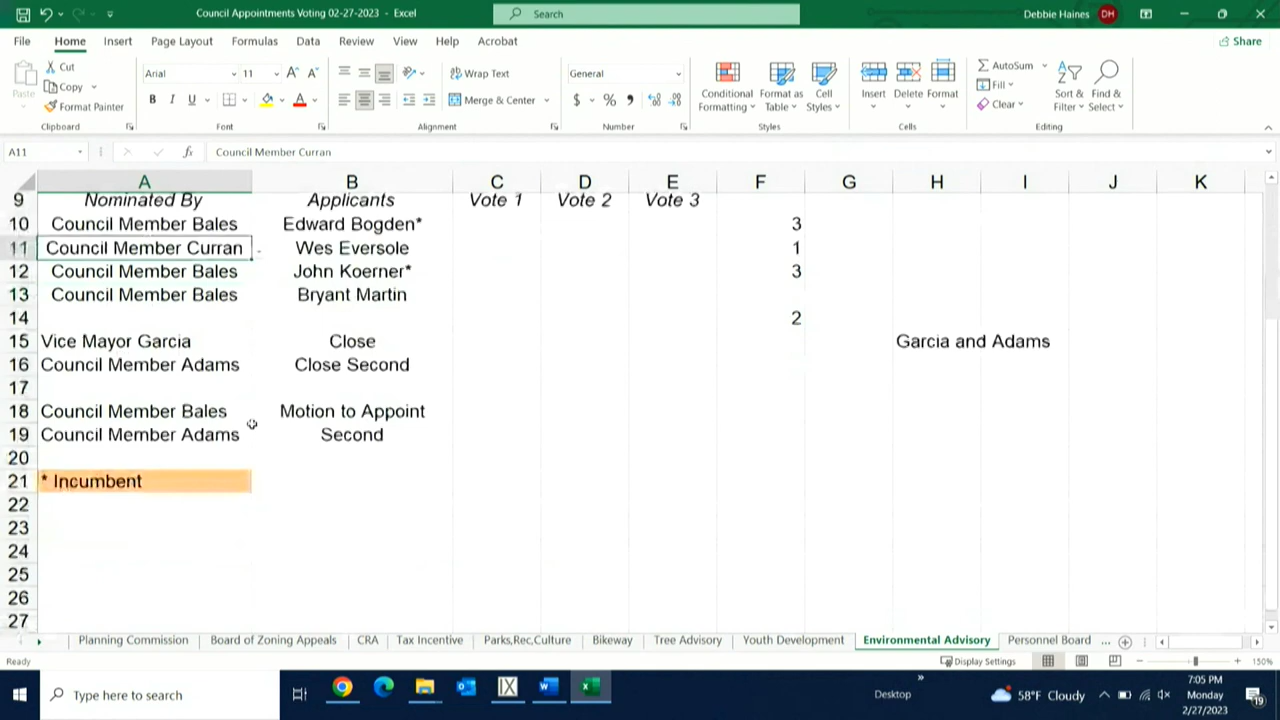 Council Appointments Voting 02-27-2023 - Excel
Search
Debbie Haines DH
File Home Insert Page Layout Formulas Data Review View Help Acrobat Share
Paste Cut Copy Format Painter Clipboard
Arial 11 B I U Font
Wrap Text Merge & Center Alignment
General $ % Number
Conditional Formatting Format as Table Cell Styles Styles
Insert Delete Format Cells
AutoSum Fill Clear Sort & Filter Find & Select Editing
A11 fx Council Member Curran
A B C D E F G H I J K
9 Nominated By Applicants Vote 1 Vote 2 Vote 3
10 Council Member Bales Edward Bogden* 3
11 Council Member Curran Wes Eversole 1
12 Council Member Bales John Koerner* 3
13 Council Member Bales Bryant Martin
14 2
15 Vice Mayor Garcia Close Garcia and Adams
16 Council Member Adams Close Second
17
18 Council Member Bales Motion to Appoint
19 Council Member Adams Second
20
21 * Incumbent
22
23
24
25
26
27
Planning Commission Board of Zoning Appeals CRA Tax Incentive Parks,Rec,Culture Bikeway Tree Advisory Youth Development Environmental Advisory Personnel Board ...
Ready Display Settings 150%
Type here to search Desktop 58°F Cloudy
7:05 PM
Monday
2/27/2023
19